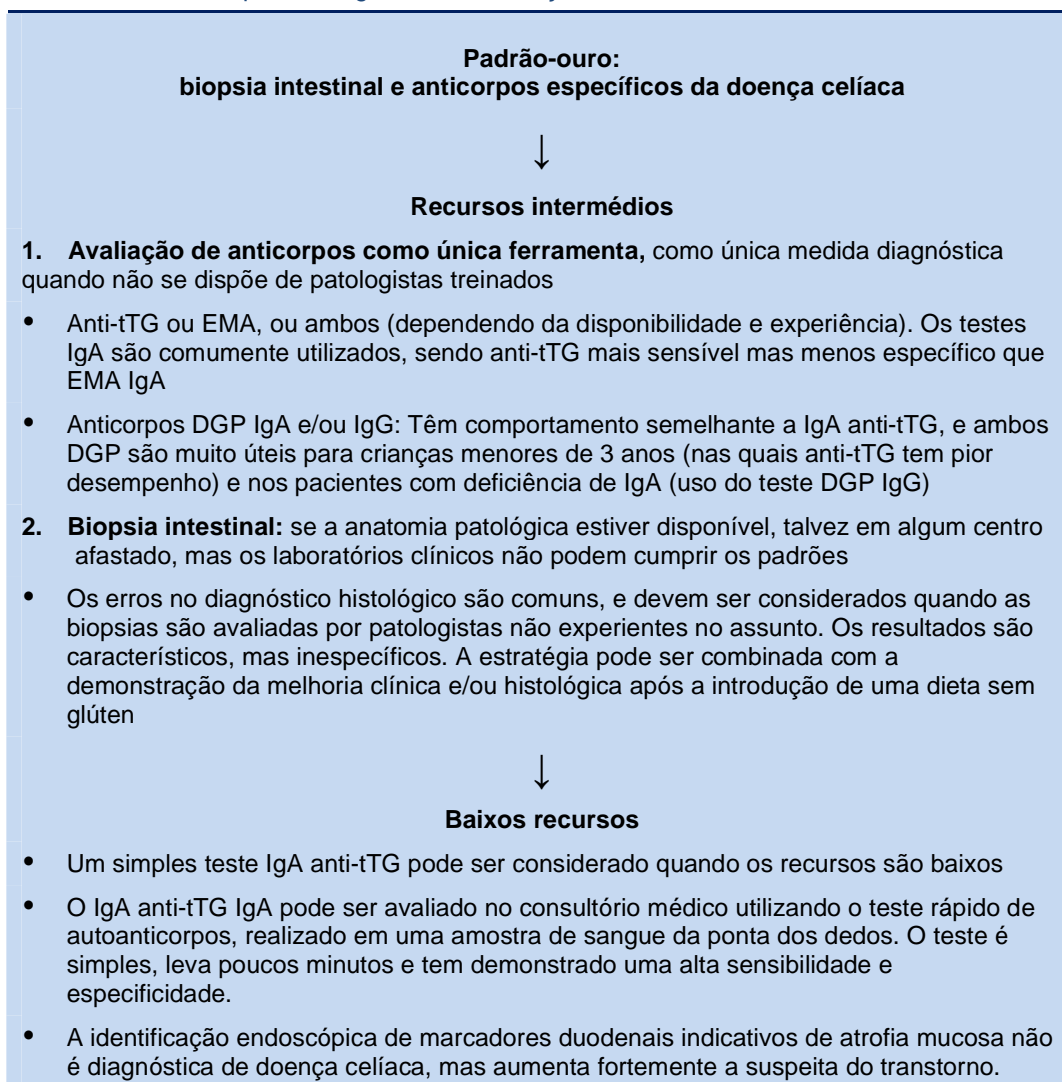 Padrão-ouro:
biopsia intestinal e anticorpos específicos da doença celíaca
↓
Recursos intermédios
1. Avaliação de anticorpos como única ferramenta, como única medida diagnóstica
quando não se dispõe de patologistas treinados
• Anti-tTG ou EMA, ou ambos (dependendo da disponibilidade e experiência). Os testes
IgA são comumente utilizados, sendo anti-tTG mais sensível mas menos específico que
EMA IgA
• Anticorpos DGP IgA e/ou IgG: Têm comportamento semelhante a IgA anti-tTG, e ambos
DGP são muito úteis para crianças menores de 3 anos (nas quais anti-tTG tem pior
desempenho) e nos pacientes com deficiência de IgA (uso do teste DGP IgG)
2. Biopsia intestinal: se a anatomia patológica estiver disponível, talvez em algum centro
afastado, mas os laboratórios clínicos não podem cumprir os padrões
• Os erros no diagnóstico histológico são comuns, e devem ser considerados quando as
biopsias são avaliadas por patologistas não experientes no assunto. Os resultados são
característicos, mas inespecíficos. A estratégia pode ser combinada com a
demonstração da melhoria clínica e/ou histológica após a introdução de uma dieta sem
glúten
↓
Baixos recursos
• Um simples teste IgA anti-tTG pode ser considerado quando os recursos são baixos
• O IgA anti-tTG IgA pode ser avaliado no consultório médico utilizando o teste rápido de
autoanticorpos, realizado em uma amostra de sangue da ponta dos dedos. O teste é
simples, leva poucos minutos e tem demonstrado uma alta sensibilidade e
especificidade.
• A identificação endoscópica de marcadores duodenais indicativos de atrofia mucosa não
é diagnóstica de doença celíaca, mas aumenta fortemente a suspeita do transtorno.